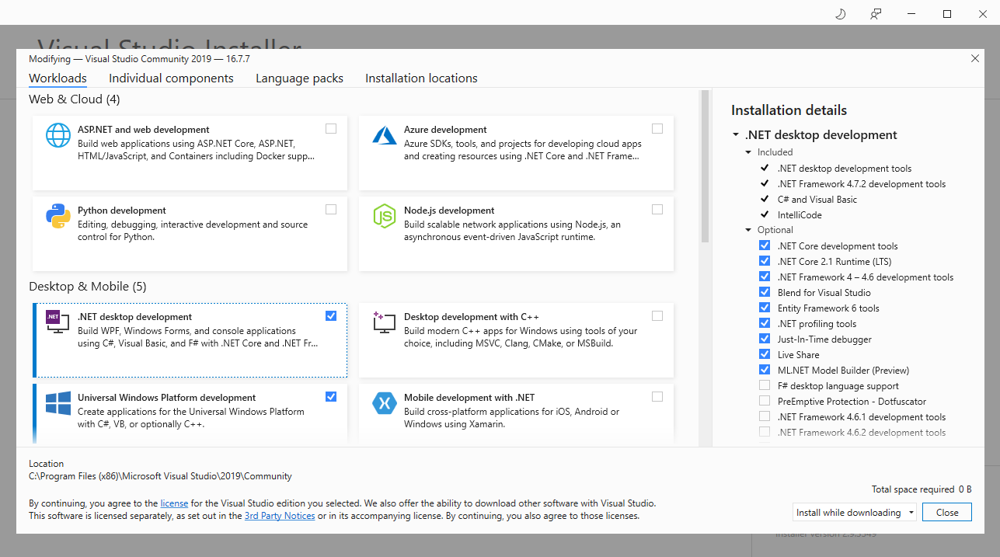 Visual Studio Installer
Modifying — Visual Studio Community 2019 — 16.7.7
Workloads
Individual components
Language packs
Installation locations
Web & Cloud (4)
ASP.NET and web development
Build web applications using ASP.NET Core, ASP.NET,
HTML/JavaScript, and Containers including Docker supp...
Azure development
Azure SDKs, tools, and projects for developing cloud apps
and creating resources using .NET Core and .NET Frame...
Python development
Editing, debugging, interactive development and source
control for Python.
Node.js development
Build scalable network applications using Node.js, an
asynchronous event-driven JavaScript runtime.
Desktop & Mobile (5)
.NET
.NET desktop development
Build WPF, Windows Forms, and console applications
using C#, Visual Basic, and F# with .NET Core and .NET Fr...
Desktop development with C++
Build modern C++ apps for Windows using tools of your
choice, including MSVC, Clang, CMake, or MSBuild.
Universal Windows Platform development
Create applications for the Universal Windows Platform
with C#, VB, or optionally C++.
Mobile development with .NET
Build cross-platform applications for iOS, Android or
Windows using Xamarin.
Installation details
.NET desktop development
Included
.NET desktop development tools
.NET Framework 4.7.2 development tools
C# and Visual Basic
IntelliCode
Optional
.NET Core development tools
.NET Core 2.1 Runtime (LTS)
.NET Framework 4 – 4.6 development tools
Blend for Visual Studio
Entity Framework 6 tools
.NET profiling tools
Just-In-Time debugger
Live Share
ML.NET Model Builder (Preview)
F# desktop language support
PreEmptive Protection - Dotfuscator
.NET Framework 4.6.1 development tools
.NET Framework 4.6.2 development tools
Location
C:\Program Files (x86)\Microsoft Visual Studio\2019\Community
By continuing, you agree to the license for the Visual Studio edition you selected. We also offer the ability to download other software with Visual Studio.
This software is licensed separately, as set out in the 3rd Party Notices or in its accompanying license. By continuing, you also agree to those licenses.
Total space required 0 B
Install while downloading
Close
Installer version